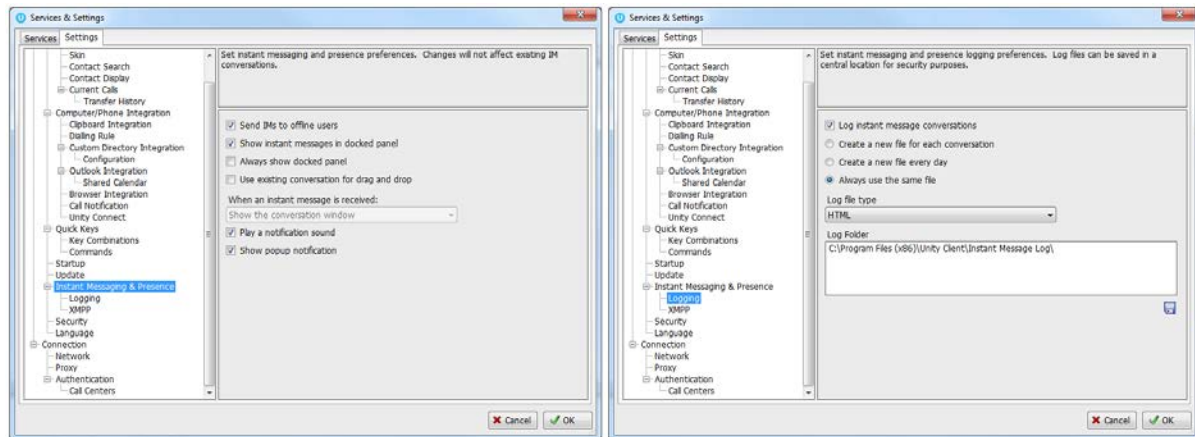 Services & Settings
Services Settings
Skin
Contact Search
Contact Display
Current Calls
Transfer History
Computer/Phone Integration
Clipboard Integration
Dialing Rule
Custom Directory Integration
Configuration
Outlook Integration
Shared Calendar
Browser Integration
Call Notification
Unity Connect
Quick Keys
Key Combinations
Commands
Startup
Update
Instant Messaging & Presence
Logging
XMPP
Security
Language
Connection
Network
Proxy
Authentication
Call Centers
Set instant messaging and presence preferences. Changes will not affect existing IM
conversations.
Send IMs to offline users
Show instant messages in docked panel
Always show docked panel
Use existing conversation for drag and drop
When an instant message is received:
Show the conversation window
Play a notification sound
Show popup notification
Cancel OK
Services & Settings
Services Settings
Skin
Contact Search
Contact Display
Current Calls
Transfer History
Computer/Phone Integration
Clipboard Integration
Dialing Rule
Custom Directory Integration
Configuration
Outlook Integration
Shared Calendar
Browser Integration
Call Notification
Unity Connect
Quick Keys
Key Combinations
Commands
Startup
Update
Instant Messaging & Presence
Logging
XMPP
Security
Language
Connection
Network
Proxy
Authentication
Call Centers
Set instant messaging and presence logging preferences. Log files can be saved in a
central location for security purposes.
Log instant message conversations
Create a new file for each conversation
Create a new file every day
Always use the same file
Log file type
HTML
Log Folder
C:\Program Files (x86)\Unity Client\Instant Message Log\
Cancel OK